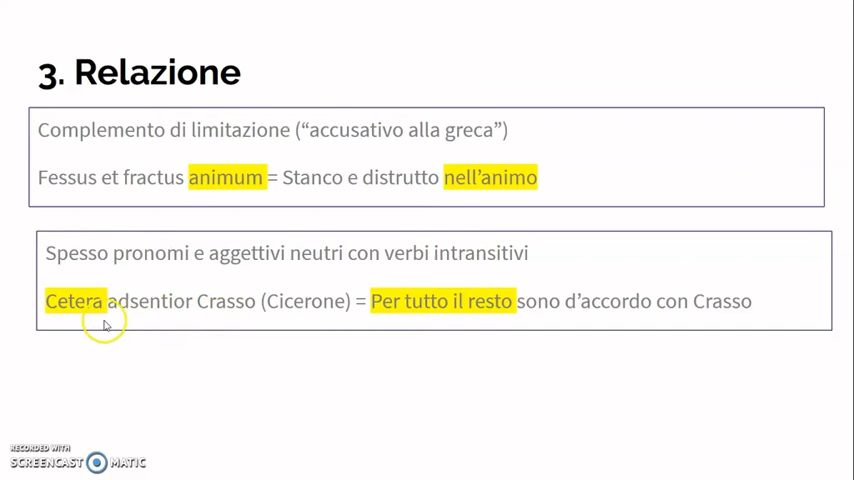 3. Relazione
Complemento di limitazione (“accusativo alla greca”)
Fessus et fractus animum = Stanco e distrutto nell’animo
Spesso pronomi e aggettivi neutri con verbi intransitivi
Cetera adsentior Crasso (Cicerone) = Per tutto il resto sono d’accordo con Crasso
RECORDED WITH
SCREENCAST MATIC